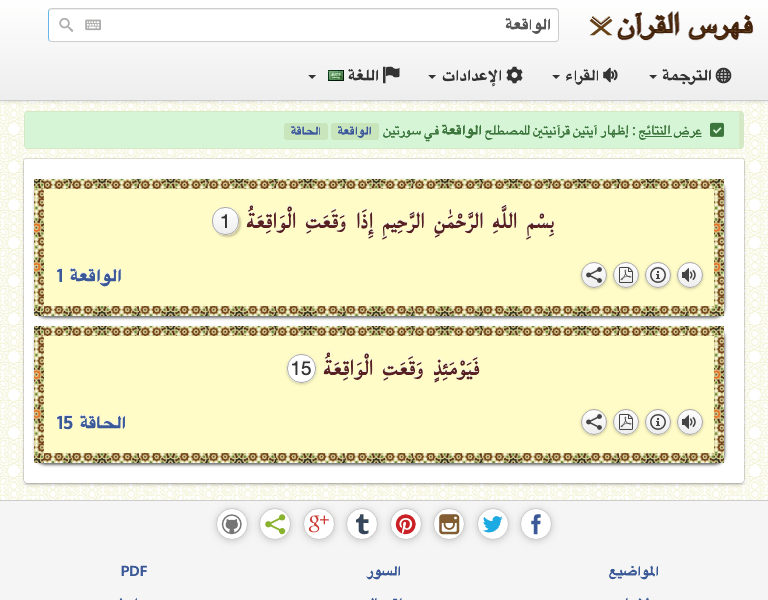 فهرس القرآن
الواقعة
الترجمة القراء الإعدادات اللغة
عرض النتائج : إظهار آيتين قرآنيتين للمصطلح الواقعة في سورتين الواقعة الحاقة
بِسْمِ اللَّهِ الرَّحْمَٰنِ الرَّحِيمِ إِذَا وَقَعَتِ الْوَاقِعَةُ 1
الواقعة 1
فَيَوْمَئِذٍ وَقَعَتِ الْوَاقِعَةُ 15
الحاقة 15
المواضيع السور PDF